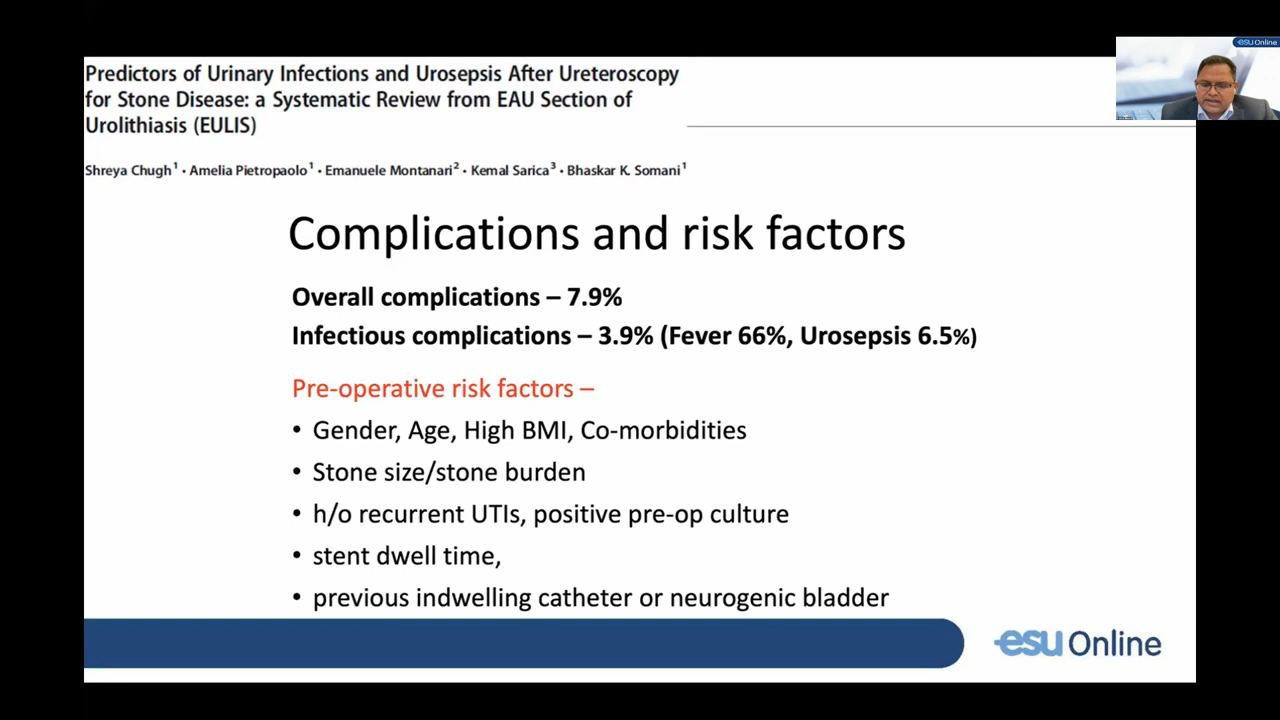 Predictors of Urinary Infections and Urosepsis After Ureteroscopy
for Stone Disease: a Systematic Review from EAU Section of
Urolithiasis (EULIS)
Shreya Chugh1 • Amelia Pietropaolo1 • Emanuele Montanari2 • Kemal Sarica3 • Bhaskar K. Somani1
esu Online
Complications and risk factors
Overall complications – 7.9%
Infectious complications – 3.9% (Fever 66%, Urosepsis 6.5%)
Pre-operative risk factors –
• Gender, Age, High BMI, Co-morbidities
• Stone size/stone burden
• h/o recurrent UTIs, positive pre-op culture
• stent dwell time,
• previous indwelling catheter or neurogenic bladder
esu Online